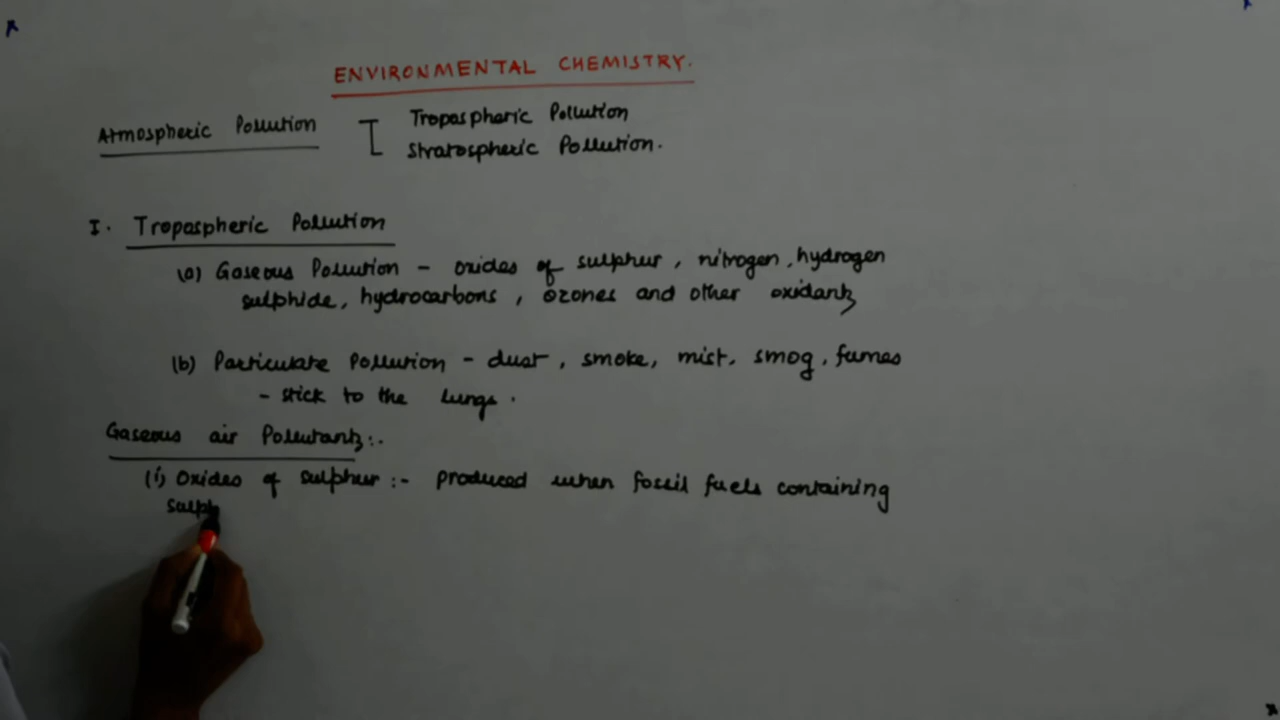 ENVIRONMENTAL CHEMISTRY.
Atmospheric Pollution
Tropospheric Pollution
Stratospheric Pollution.
I. Tropospheric Pollution
(a) Gaseous Pollution - oxides of sulphur, nitrogen, hydrogen
sulphide, hydrocarbons, ozones and other oxidants
(b) Particulate Pollution - dust, smoke, mist, smog, fumes
- stick to the lungs.
Gaseous air Pollutants:-
(i) Oxides of sulphur :- produced when fossil fuels containing
sulph